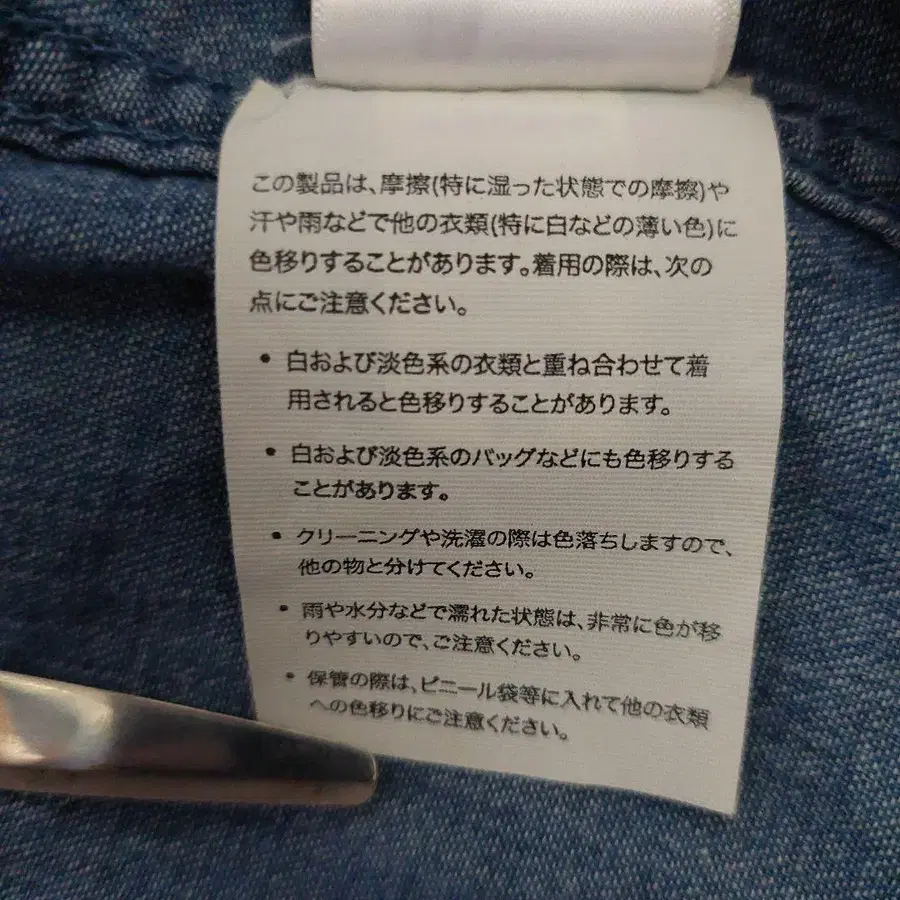 この製品は、摩擦(特に湿った状態での摩擦)や
汗や雨などで他の衣類(特に白などの薄い色)に
色移りすることがあります。着用の際は、次の
点にご注意ください。
• 白および淡色系の衣類と重ね合わせて着
用されると色移りすることがあります。
• 白および淡色系のバッグなどにも色移りする
ことがあります。
• クリーニングや洗濯の際は色落ちしますので、
他の物と分けてください。
• 雨や水分などで濡れた状態は、非常に色が移
りやすいので、ご注意ください。
• 保管の際は、ビニール袋等に入れて他の衣類
への色移りにご注意ください。